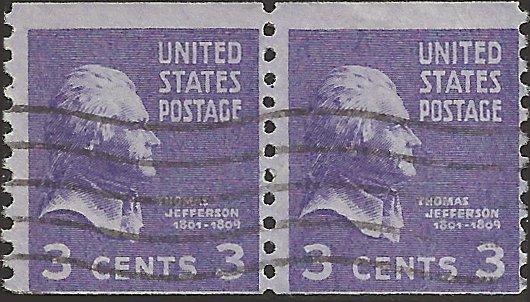 UNITED
STATES
POSTAGE
THOMAS
JEFFERSON
1801-1809
3 CENTS 3
UNITED
STATES
POSTAGE
THOMAS
JEFFERSON
1801-1809
3 CENTS 3